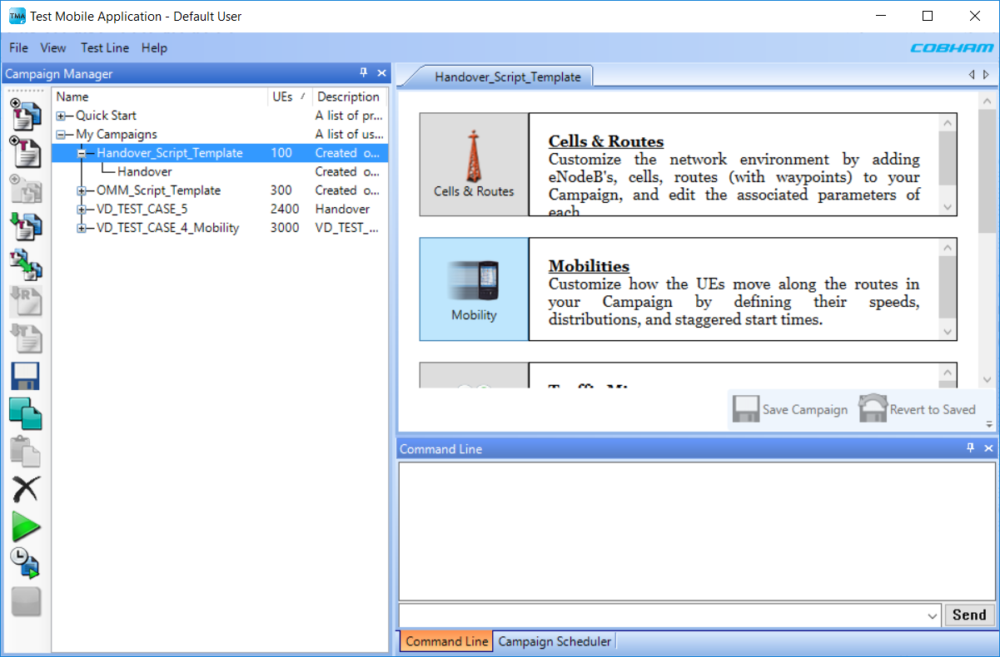 TMA Test Mobile Application - Default User
File View Test Line Help COBHAM
Campaign Manager
Name UEs Description
Quick Start A list of pr...
My Campaigns A list of us...
Handover_Script_Template 100 Created o...
Handover Created o...
OMM_Script_Template 300 Created o...
VD_TEST_CASE_5 2400 Handover
VD_TEST_CASE_4_Mobility 3000 VD_TEST_...
Handover_Script_Template
Cells & Routes
Cells & Routes
Customize the network environment by adding
eNodeB's, cells, routes (with waypoints) to your
Campaign, and edit the associated parameters of
each
Mobility
Mobilities
Customize how the UEs move along the routes in
your Campaign by defining their speeds,
distributions, and staggered start times.
Save Campaign Revert to Saved
Command Line
Send
Command Line Campaign Scheduler